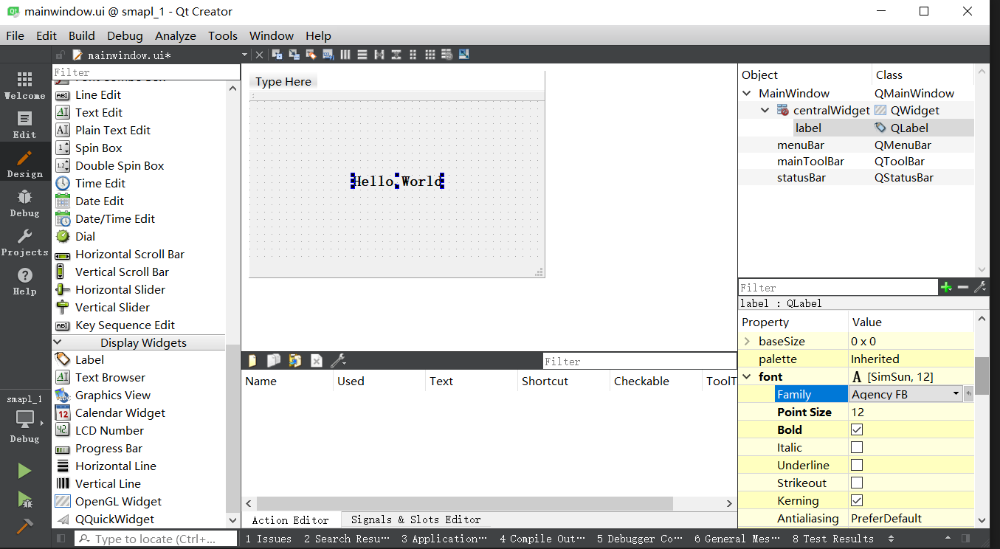 mainwindow.ui @ smapl_1 - Qt Creator
File Edit Build Debug Analyze Tools Window Help
mainwindow.ui*
Welcome
Edit
Design
Debug
Projects
Help
smapl_1
Debug
Filter
Line Edit
Text Edit
Plain Text Edit
Spin Box
Double Spin Box
Time Edit
Date Edit
Date/Time Edit
Dial
Horizontal Scroll Bar
Vertical Scroll Bar
Horizontal Slider
Vertical Slider
Key Sequence Edit
Display Widgets
Label
Text Browser
Graphics View
Calendar Widget
LCD Number
Progress Bar
Horizontal Line
Vertical Line
OpenGL Widget
QQuickWidget
Type Here
Hello,World
Filter
Name Used Text Shortcut Checkable ToolT
Action Editor Signals & Slots Editor
Object Class
MainWindow QMainWindow
centralWidget QWidget
label QLabel
menuBar QMenuBar
mainToolBar QToolBar
statusBar QStatusBar
Filter
label : QLabel
Property Value
baseSize 0 x 0
palette Inherited
font A [SimSun, 12]
Family Agency FB
Point Size 12
Bold
Italic
Underline
Strikeout
Kerning
Antialiasing PreferDefault
Type to locate (Ctrl+... 1 Issues 2 Search Resu··· 3 Application··· 4 Compile Out··· 5 Debugger Co··· 6 General Mes··· 8 Test Results